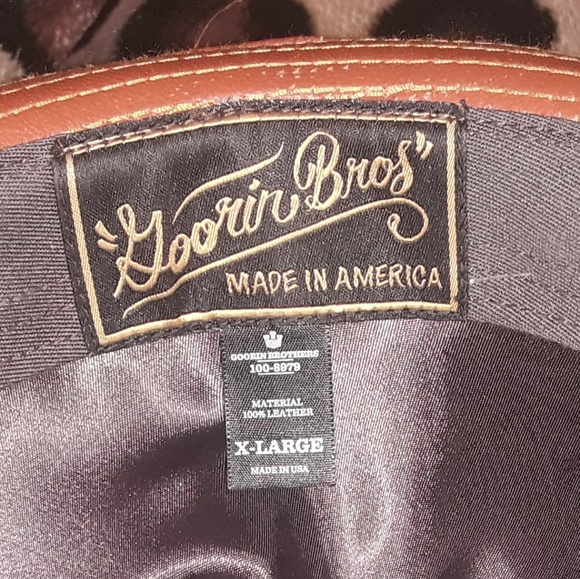 "Goorin Bros"
MADE IN AMERICA
GOORIN BROTHERS
100-8979
MATERIAL
100% LEATHER
X-LARGE
MADE IN USA